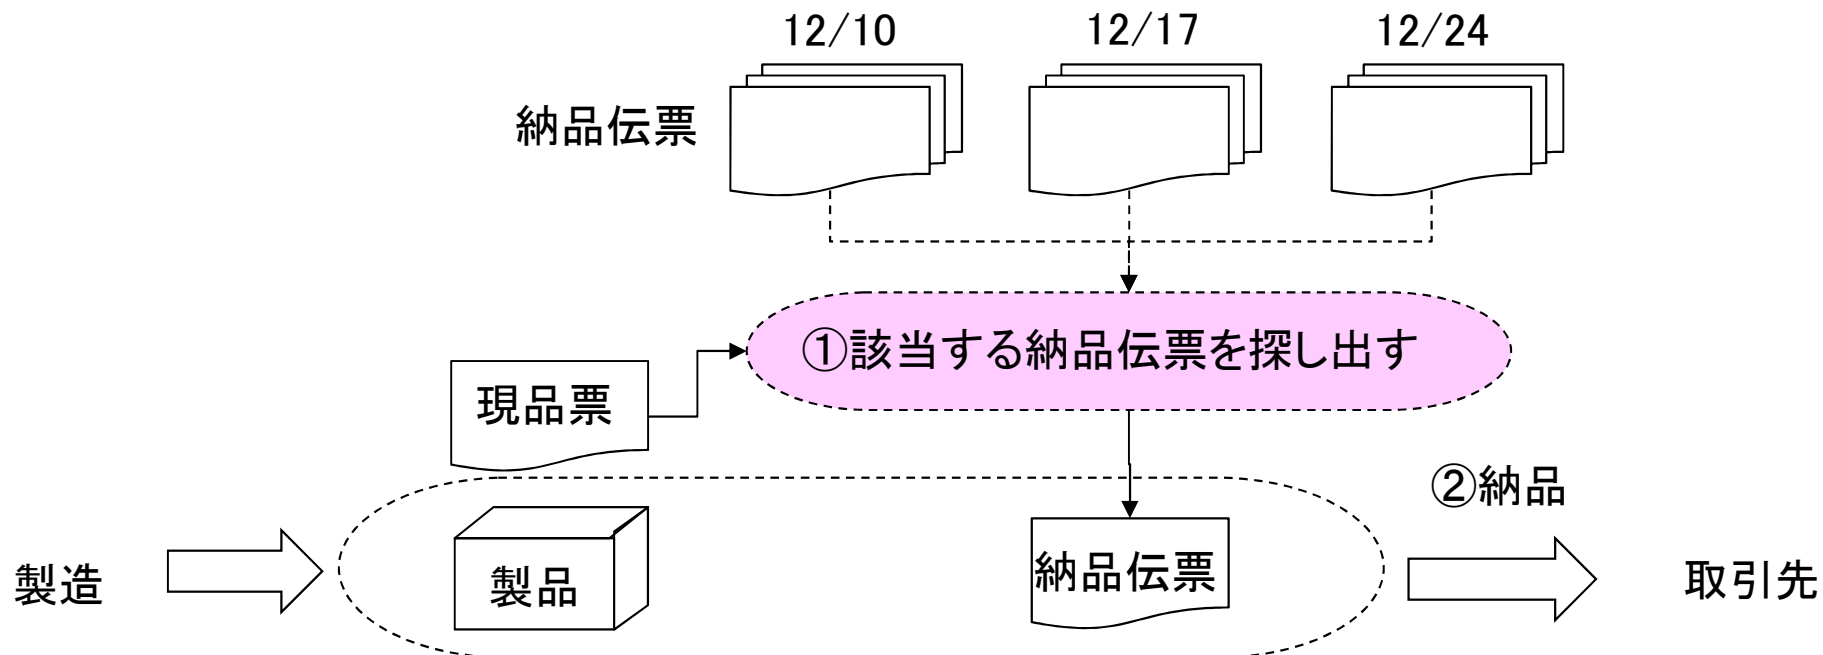 12/10
12/17
12/24
納品伝票
①該当する納品伝票を探し出す
現品票
②納品
製造
製品
納品伝票
取引先